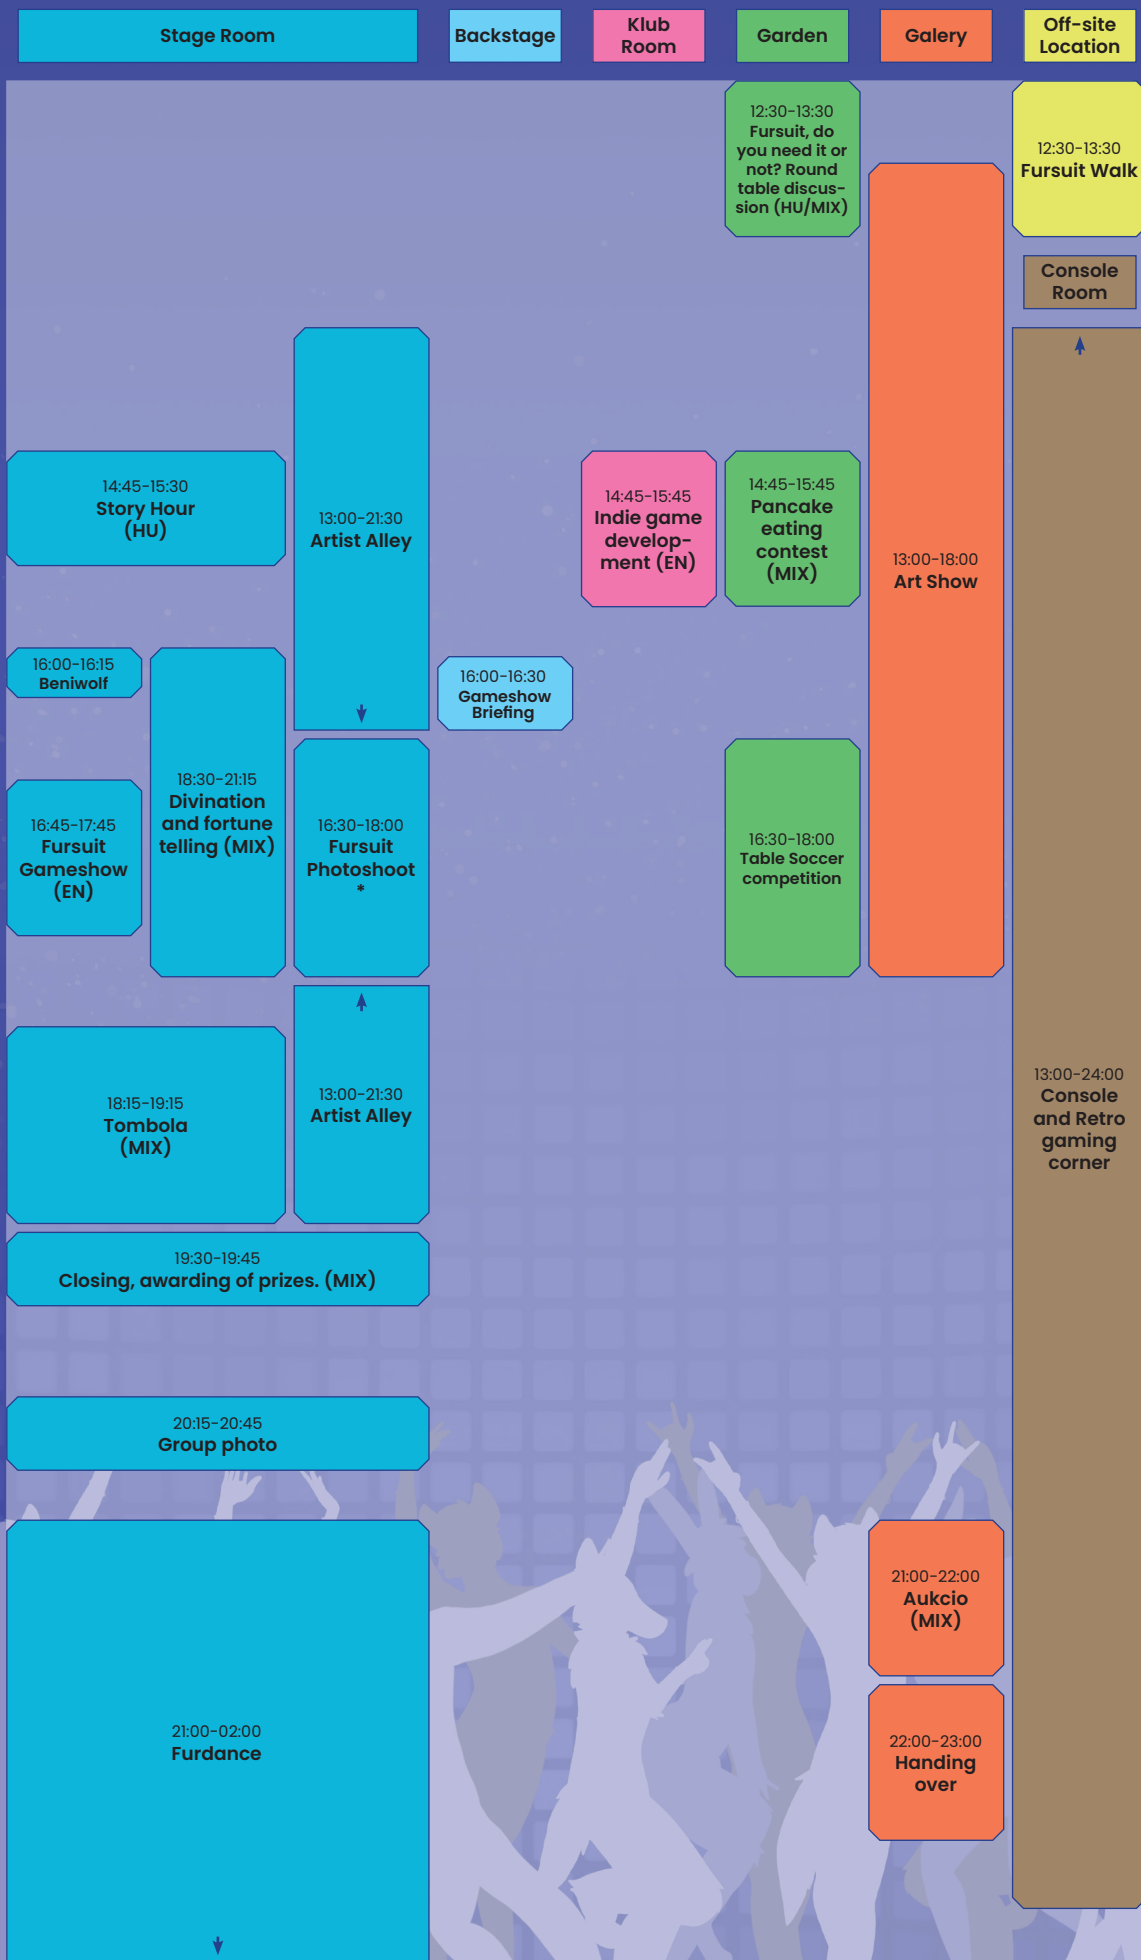 Stage Room
Backstage
Klub
Room
Garden
Galery
Off-site
Location
12:30-13:30
Fursuit, do
you need it or
not? Round
table discus-
sion (HU/MIX)
12:30-13:30
Fursuit Walk
Console
Room
14:45-15:30
Story Hour
(HU)
13:00-21:30
Artist Alley
14:45-15:45
Indie game
develop-
ment (EN)
14:45-15:45
Pancake
eating
contest
(MIX)
13:00-18:00
Art Show
16:00-16:15
Beniwolf
16:00-16:30
Gameshow
Briefing
18:30-21:15
Divination
and fortune
telling (MIX)
16:45-17:45
Fursuit
Gameshow
(EN)
16:30-18:00
Fursuit
Photoshoot
*
16:30-18:00
Table Soccer
competition
18:15-19:15
Tombola
(MIX)
13:00-21:30
Artist Alley
13:00-24:00
Console
and Retro
gaming
corner
19:30-19:45
Closing, awarding of prizes. (MIX)
20:15-20:45
Group photo
21:00-22:00
Aukcio
(MIX)
21:00-02:00
Furdance
22:00-23:00
Handing
over